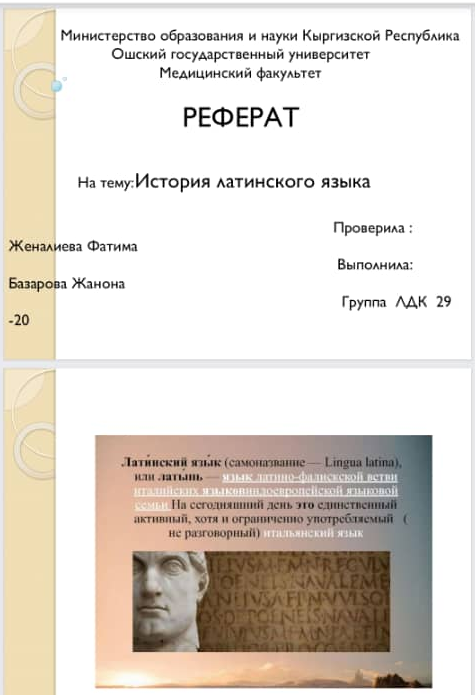 Министерство образования и науки Кыргизской Республика
Ошский государственный университет
Медицинский факультет
РЕФЕРАТ
На тему:История латинского языка
Проверила :
Женалиева Фатима
Выполнила:
Базарова Жанона
Группа ЛДК 29
-20
Лати́нский язы́к (самоназвание — Lingua latina),
или латы́нь — язык латино-фалискской ветви
италийских языковиндоевропейской языковой
семьи.На сегодняшний день это единственный
активный, хотя и ограниченно употребляемый (
не разговорный) итальянский язык